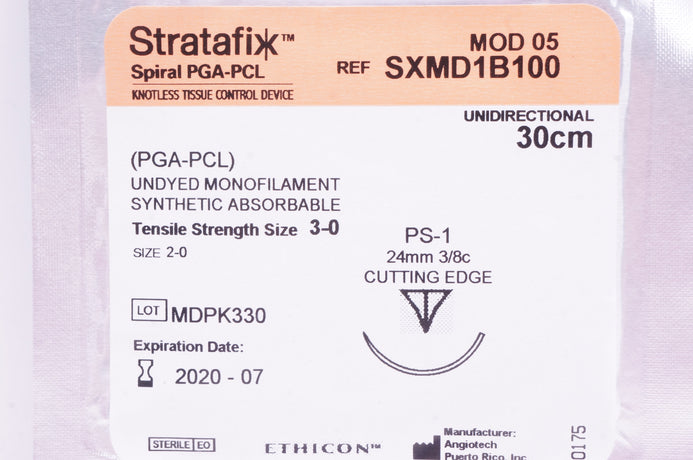 Stratafix™
Spiral PGA-PCL
KNOTLESS TISSUE CONTROL DEVICE
MOD 05
REF SXMD1B100
UNIDIRECTIONAL
30cm
(PGA-PCL)
UNDYED MONOFILAMENT
SYNTHETIC ABSORBABLE
Tensile Strength Size 3-0
SIZE 2-0
PS-1
24mm 3/8c
CUTTING EDGE
LOT MDPK330
Expiration Date:
2020 - 07
STERILE EO
ETHICON™
Manufacturer:
Angiotech
Puerto Rico, Inc
0175